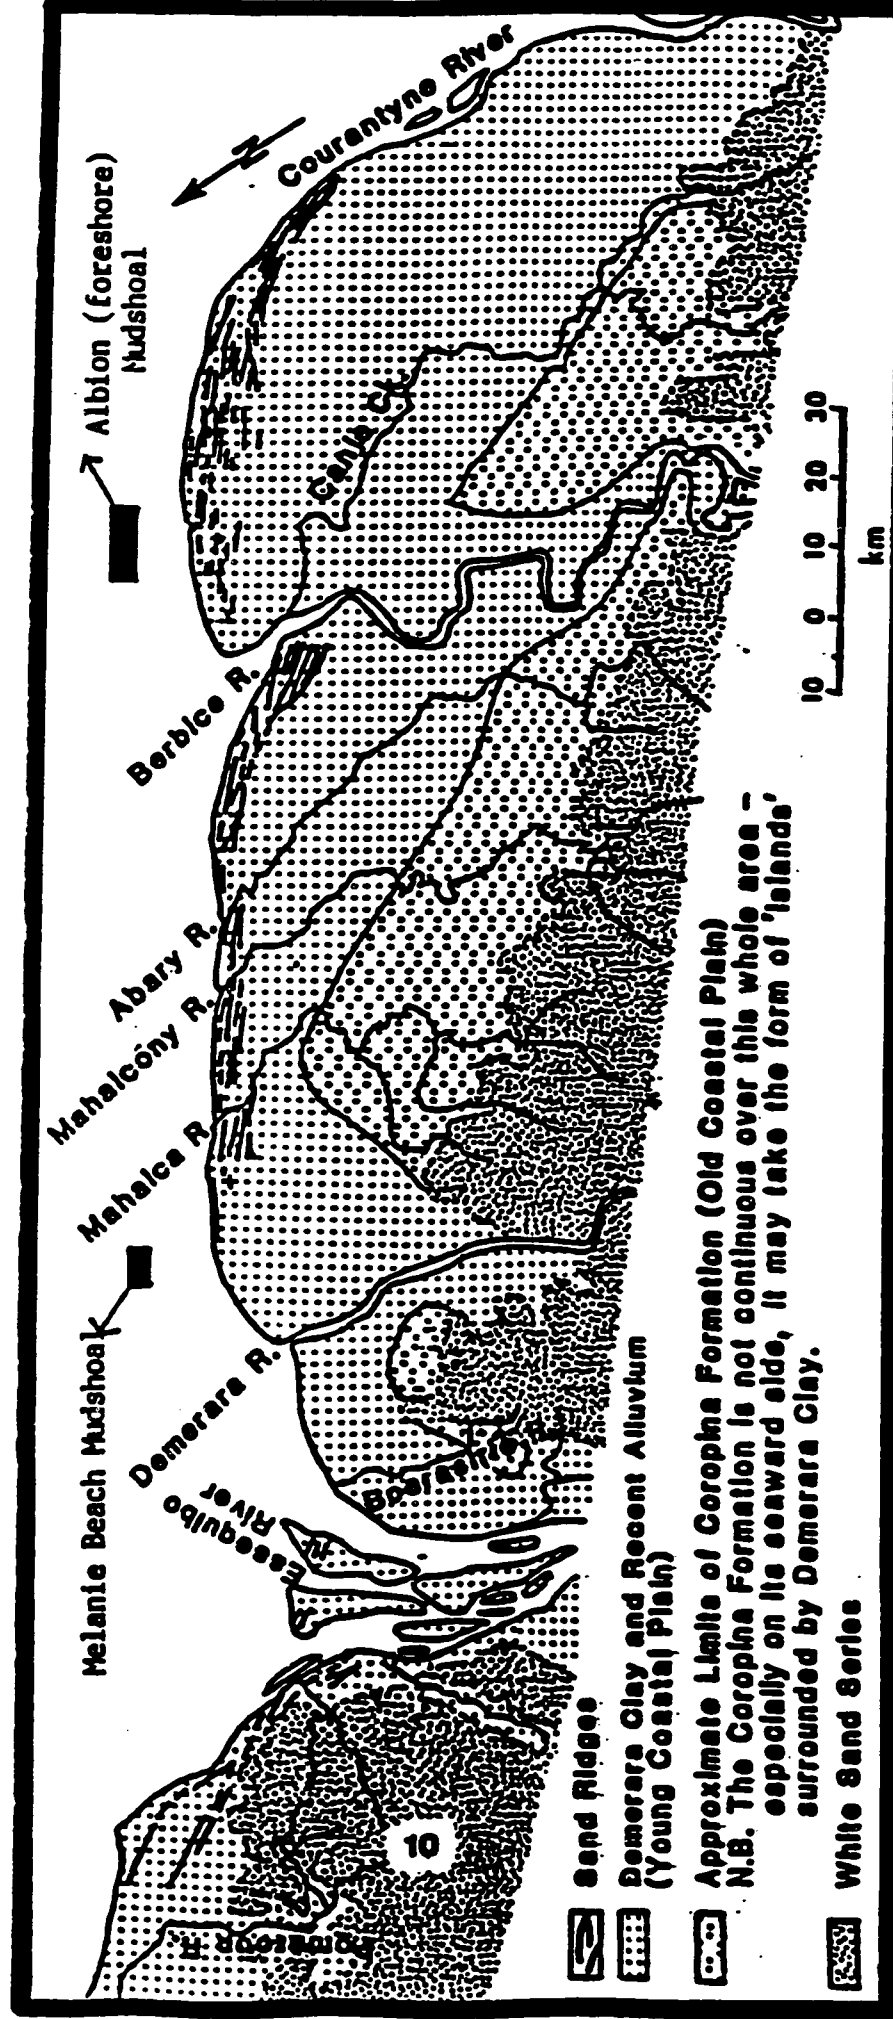 Albion (foreshore)
Mudshoal
N
Courantyne River
Canje Ck.
Berbice R.
Abary R.
Mahaicony R.
Mahaica R.
Melanie Beach Mudshoal
Demerara R.
Essequibo
River
Boerasirie R.
Pomeroon R.
10
10 0 10 20 30
km
Sand Ridges
Demerara Clay and Recent Alluvium
(Young Coastal Plain)
Approximate Limits of Coropina Formation (Old Coastal Plain)
N.B. The Coropina Formation is not continuous over this whole area –
especially on its seaward side, it may take the form of 'islands'
surrounded by Demerara Clay.
White Sand Series